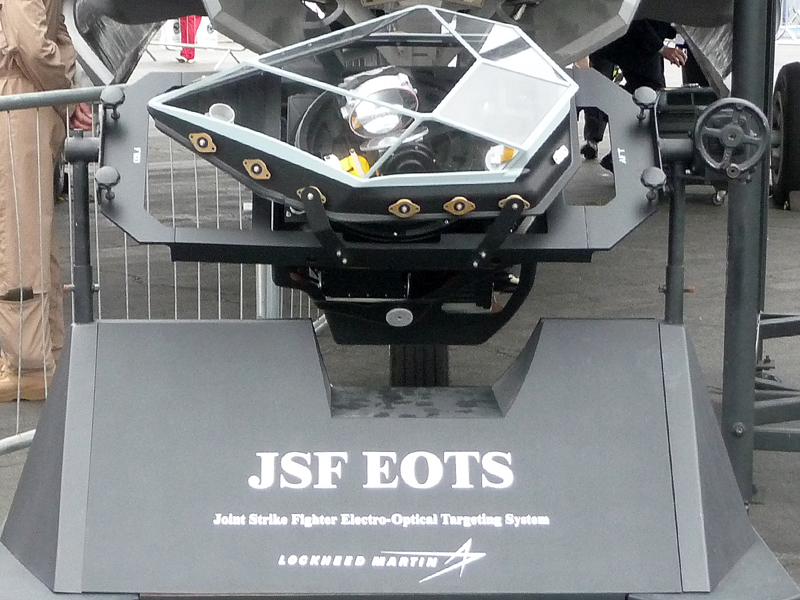 JSF EOTS
Joint Strike Fighter Electro-Optical Targeting System
LOCKHEED MARTIN